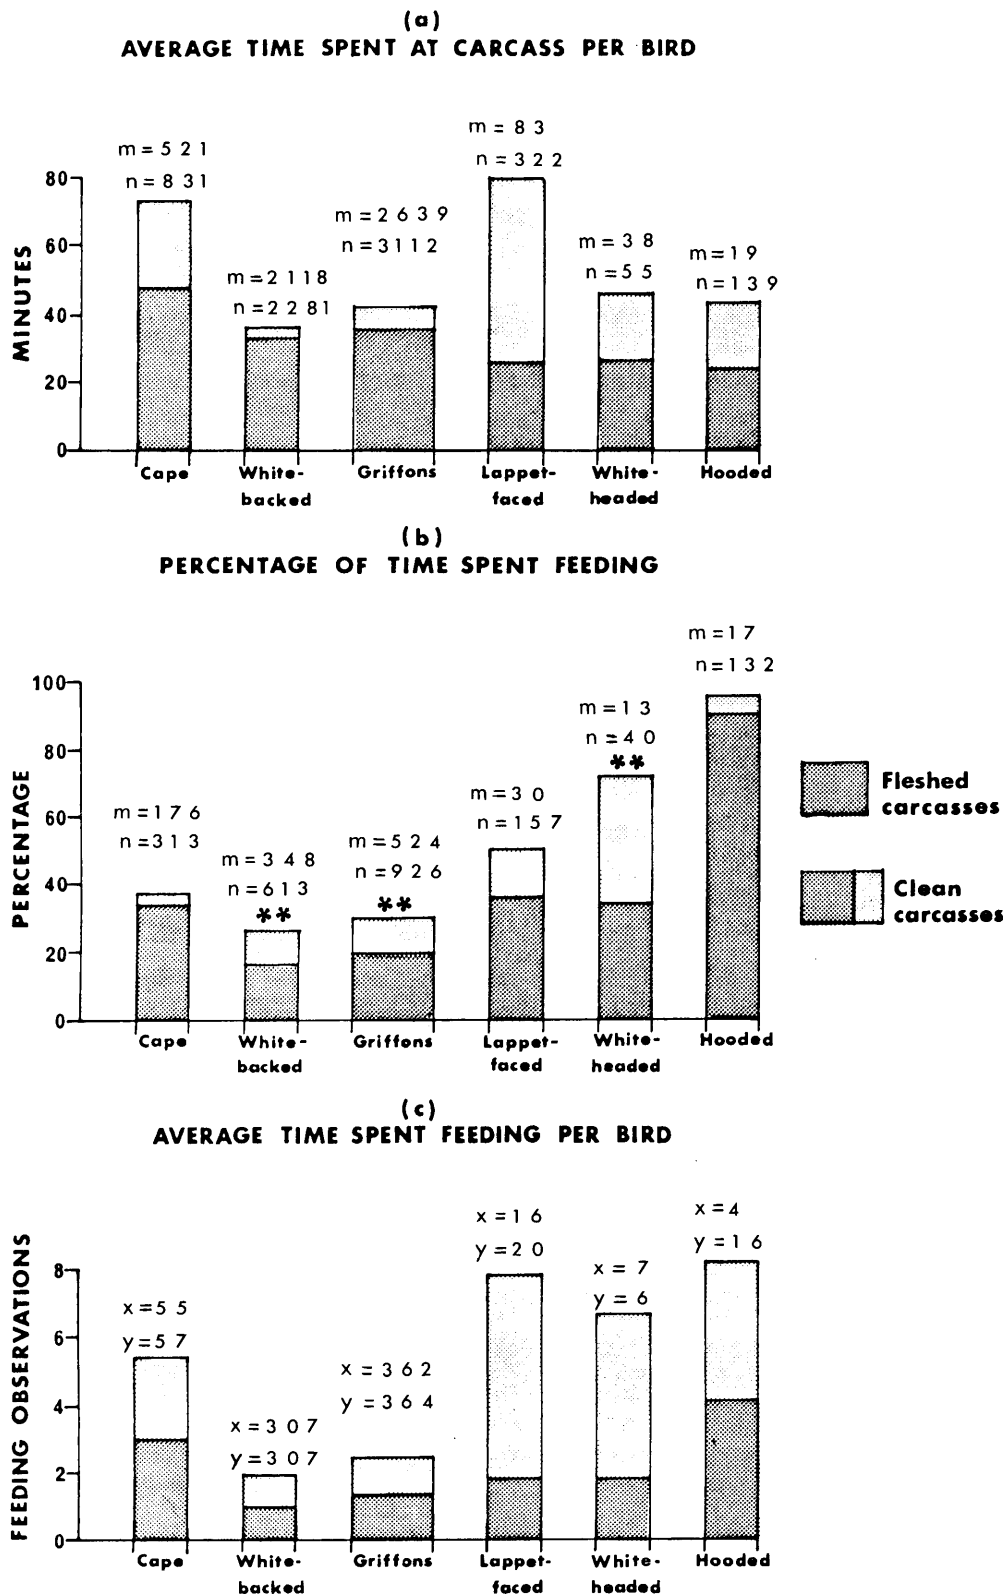 (a)
AVERAGE TIME SPENT AT CARCASS PER BIRD
m = 83
n = 322
m = 521
n = 831
m = 2639
n = 3112
m = 38
n = 55
m = 19
n = 139
m = 2118
n = 2281
MINUTES
80
60
40
20
0
Cape
White-
backed
Griffons
Lappet-
faced
White-
headed
Hooded
(b)
PERCENTAGE OF TIME SPENT FEEDING
m = 17
n = 132
m = 13
n = 40
**
m = 30
n = 157
m = 176
n = 313
m = 524
n = 926
**
m = 348
n = 613
**
PERCENTAGE
100
80
60
40
20
0
Cape
White-
backed
Griffons
Lappet-
faced
White-
headed
Hooded
Fleshed
carcasses
Clean
carcasses
(c)
AVERAGE TIME SPENT FEEDING PER BIRD
x = 4
y = 16
x = 16
y = 20
x = 7
y = 6
x = 55
y = 57
x = 362
y = 364
x = 307
y = 307
FEEDING OBSERVATIONS
8
6
4
2
0
Cape
White-
backed
Griffons
Lappet-
faced
White-
headed
Hooded